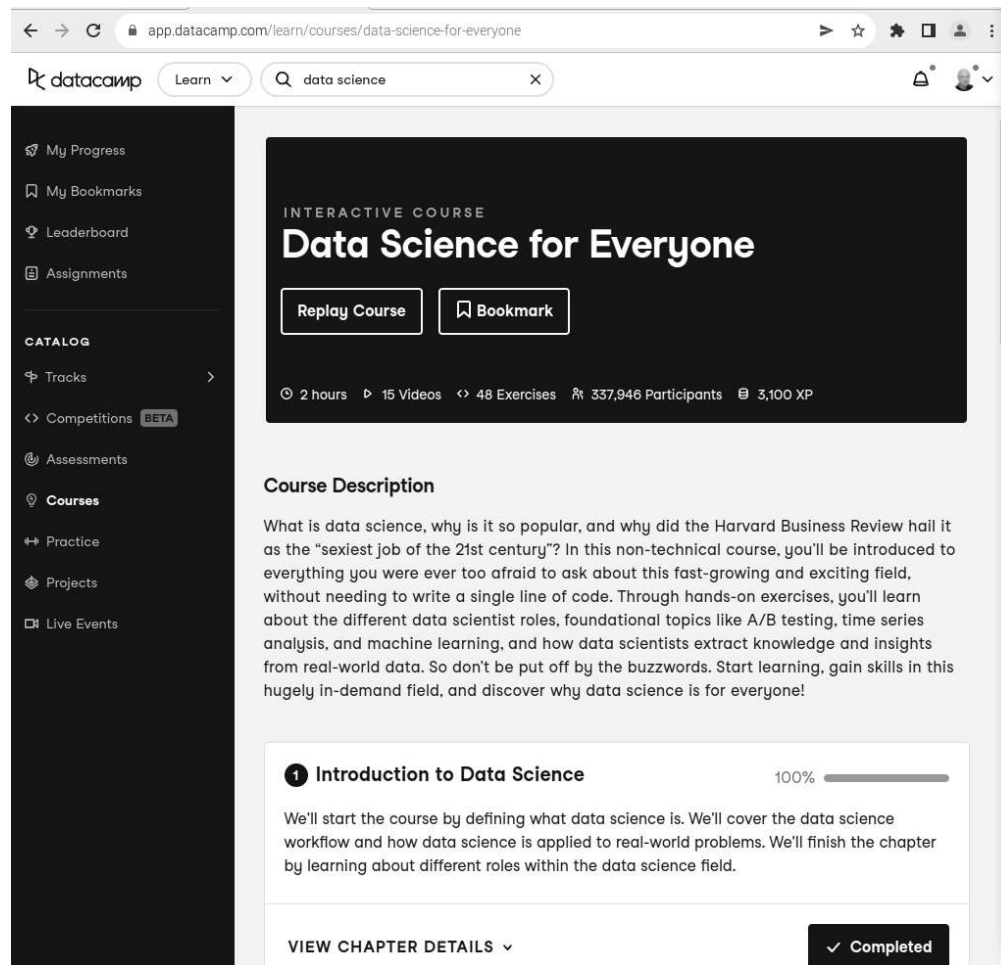 app.datacamp.com/learn/courses/data-science-for-everyone
datacamp
Learn
data science
My Progress
My Bookmarks
Leaderboard
Assignments
CATALOG
Tracks
Competitions BETA
Assessments
Courses
Practice
Projects
Live Events
INTERACTIVE COURSE
Data Science for Everyone
Replay Course
Bookmark
2 hours 15 Videos 48 Exercises 337,946 Participants 3,100 XP
Course Description
What is data science, why is it so popular, and why did the Harvard Business Review hail it
as the “sexiest job of the 21st century”? In this non-technical course, you’ll be introduced to
everything you were ever too afraid to ask about this fast-growing and exciting field,
without needing to write a single line of code. Through hands-on exercises, you’ll learn
about the different data scientist roles, foundational topics like A/B testing, time series
analysis, and machine learning, and how data scientists extract knowledge and insights
from real-world data. So don’t be put off by the buzzwords. Start learning, gain skills in this
hugely in-demand field, and discover why data science is for everyone!
1 Introduction to Data Science
100%
We’ll start the course by defining what data science is. We’ll cover the data science
workflow and how data science is applied to real-world problems. We’ll finish the chapter
by learning about different roles within the data science field.
VIEW CHAPTER DETAILS
Completed